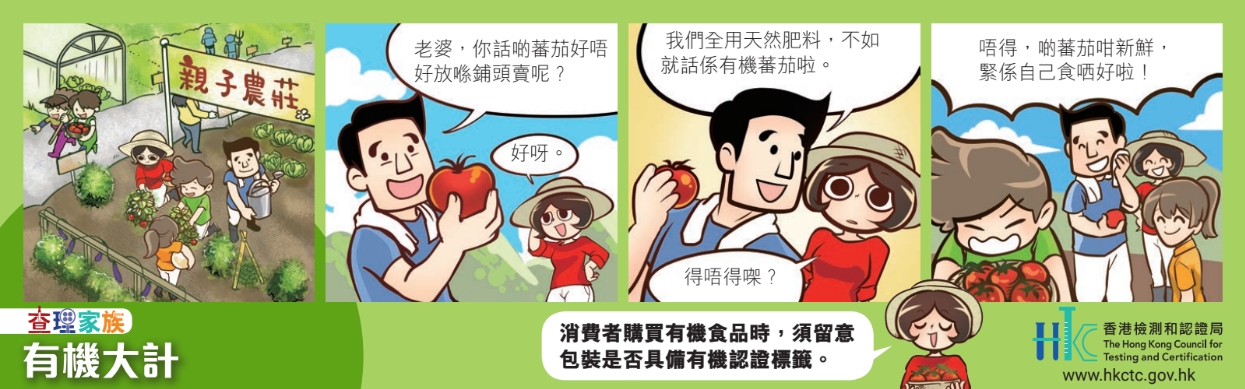 親子農莊
老婆，你話啲蕃茄好唔
好放喺鋪頭賣呢？
好呀。
我們全用天然肥料，不如
就話係有機蕃茄啦。
得唔得㗎？
唔得，啲蕃茄咁新鮮，
緊係自己食晒好啦！
查理家族
有機大計
消費者購買有機食品時，須留意
包裝是否具備有機認證標籤。
HKTC
香港檢測和認證局
The Hong Kong Council for
Testing and Certification
www.hkctc.gov.hk